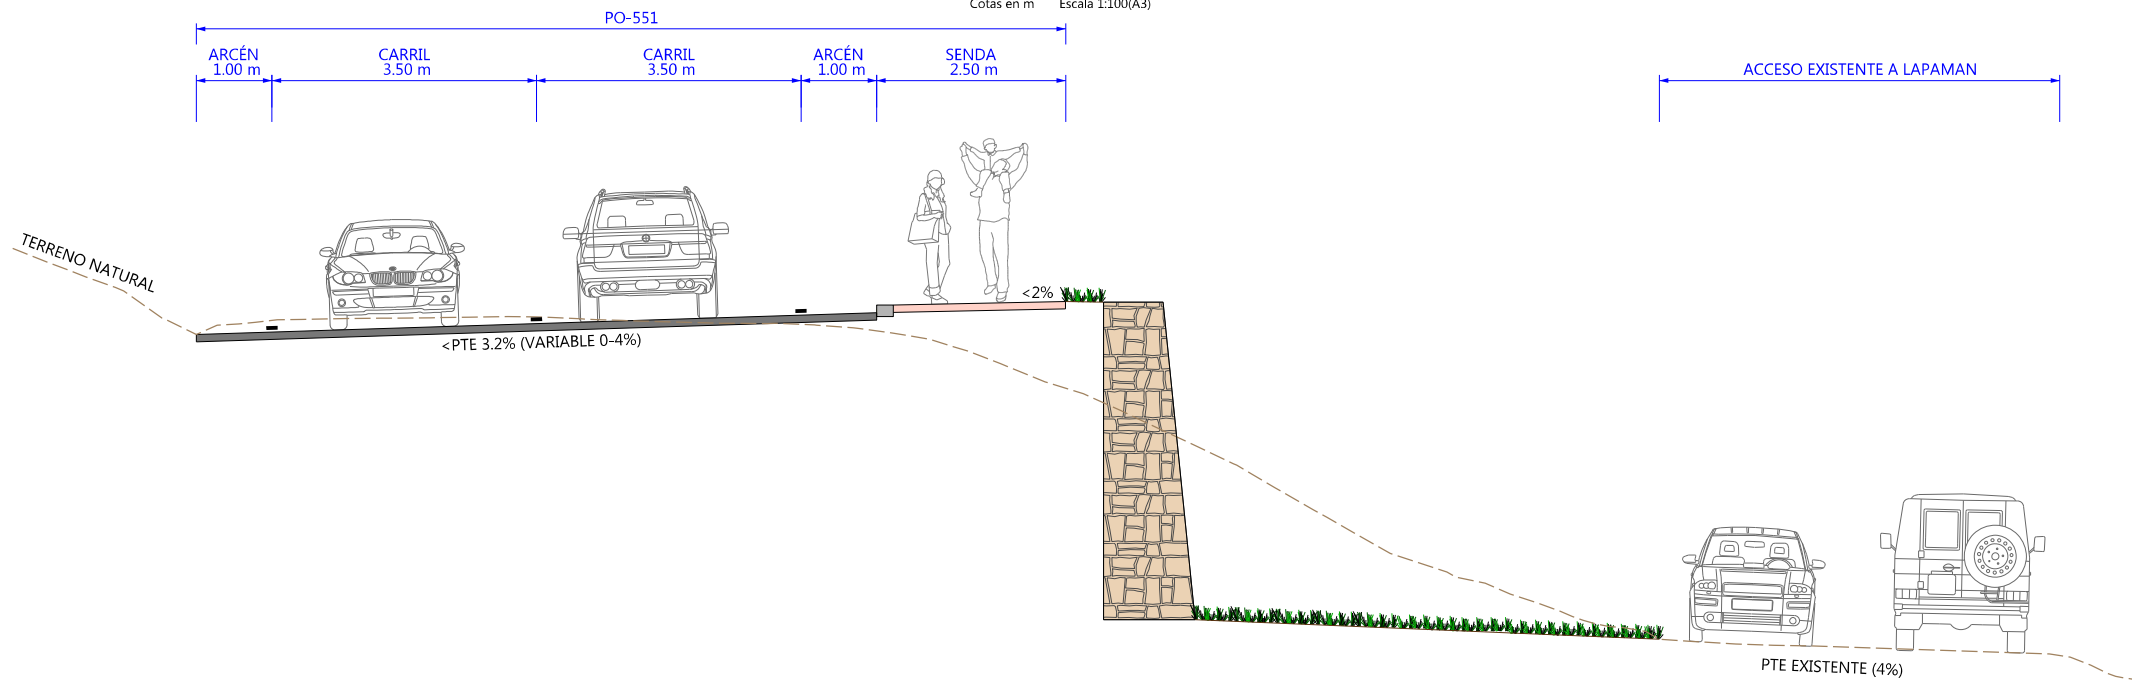 Cotas en m Escala 1:100(A3)
PO-551
ARCÉN
1.00 m
CARRIL
3.50 m
CARRIL
3.50 m
ARCÉN
1.00 m
SENDA
2.50 m
ACCESO EXISTENTE A LAPAMAN
TERRENO NATURAL
<2%
<PTE 3.2% (VARIABLE 0-4%)
PTE EXISTENTE (4%)